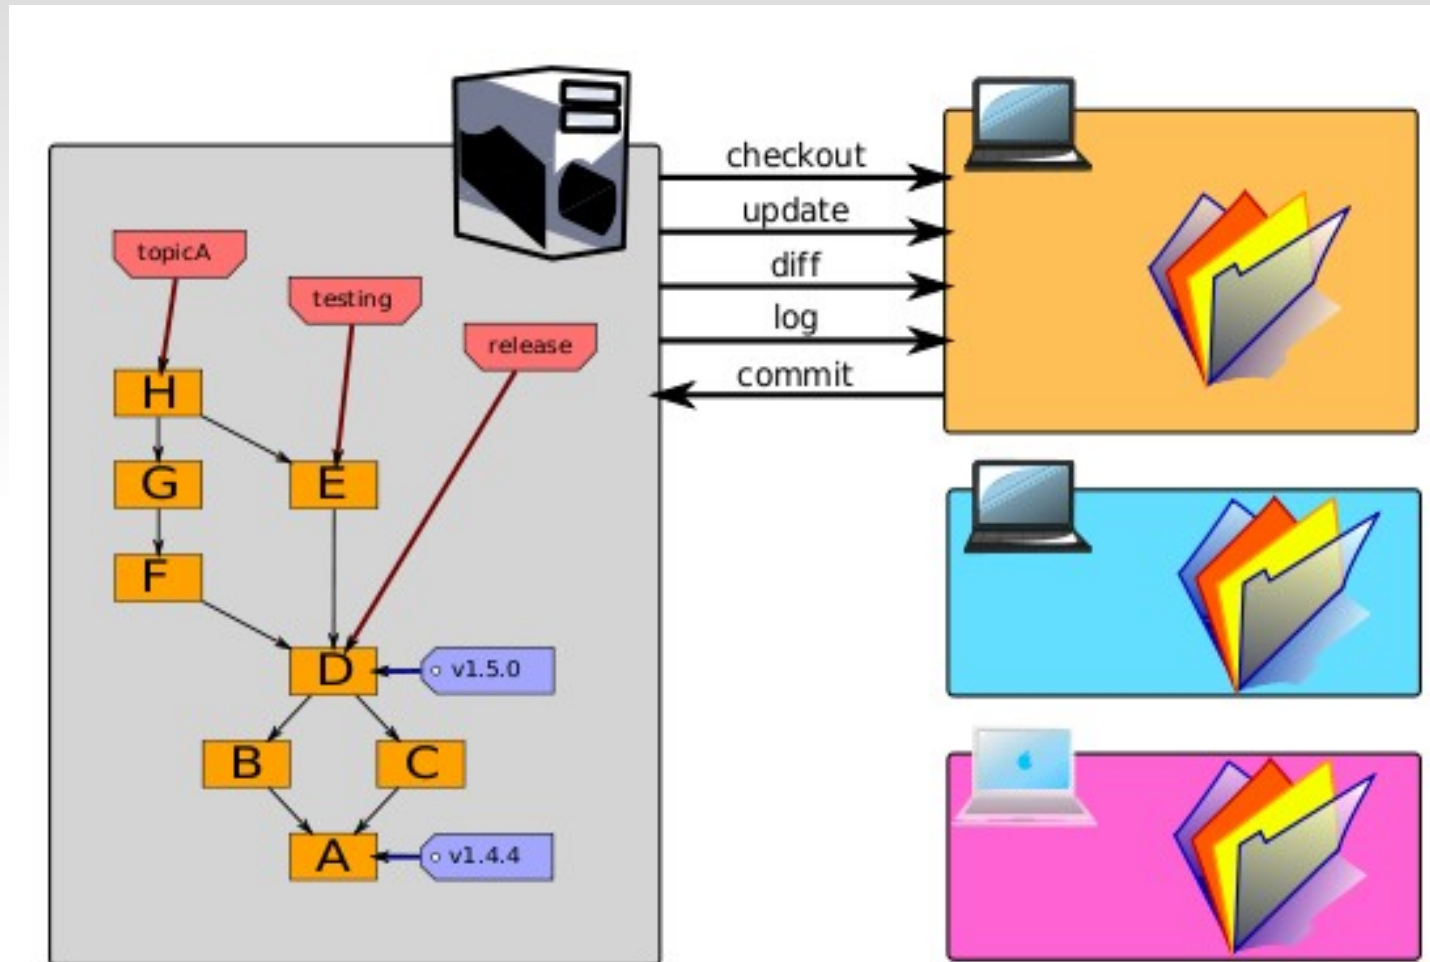 checkout
update
diff
log
commit
topicA
testing
release
H
G
E
F
D
v1.5.0
B
C
A
v1.4.4